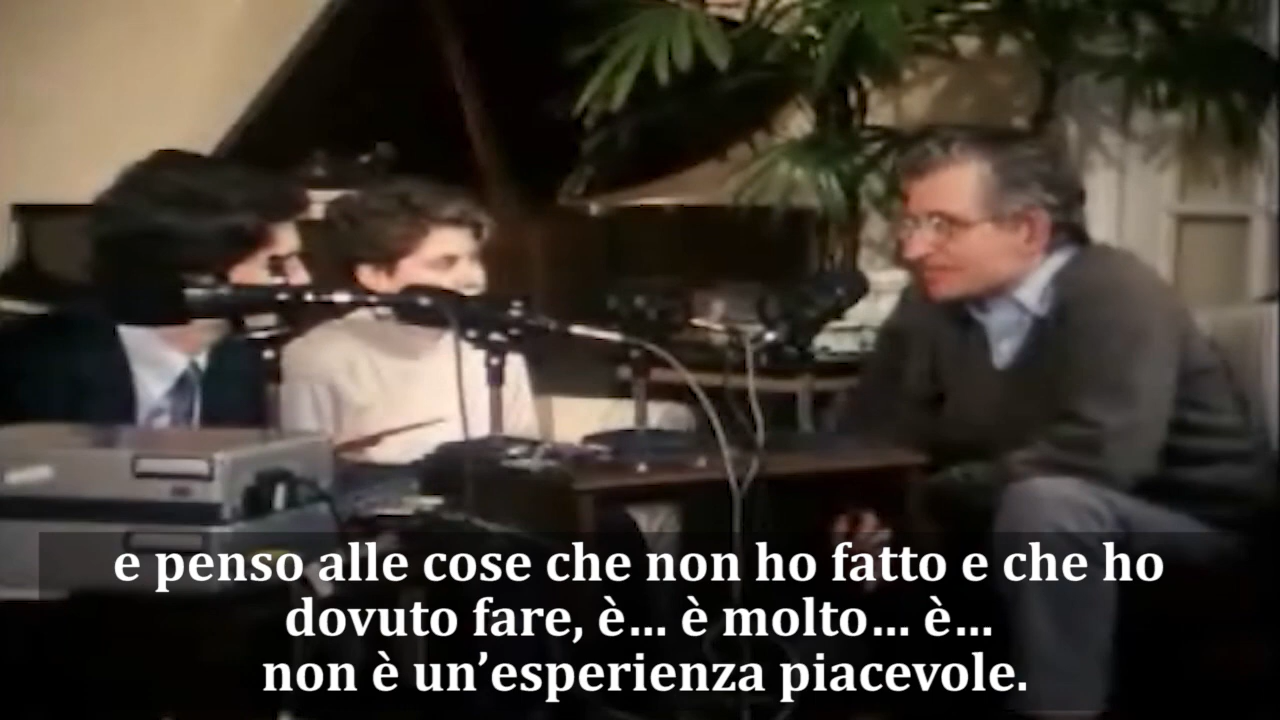 e penso alle cose che non ho fatto e che ho
dovuto fare, è... è molto... è...
non è un’esperienza piacevole.